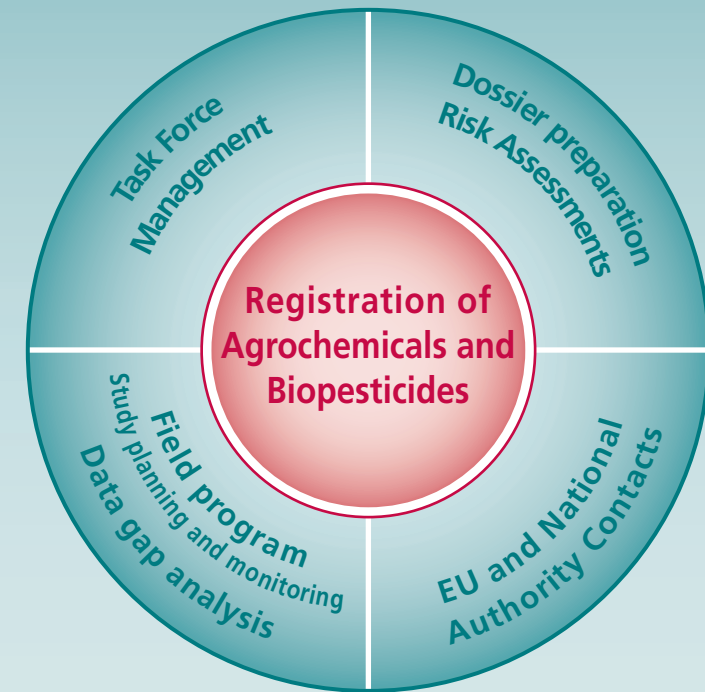 Task Force
Management
Dossier preparation
Risk Assessments
Registration of
Agrochemicals and
Biopesticides
Field program
Study planning and monitoring
Data gap analysis
EU and National
Authority Contacts